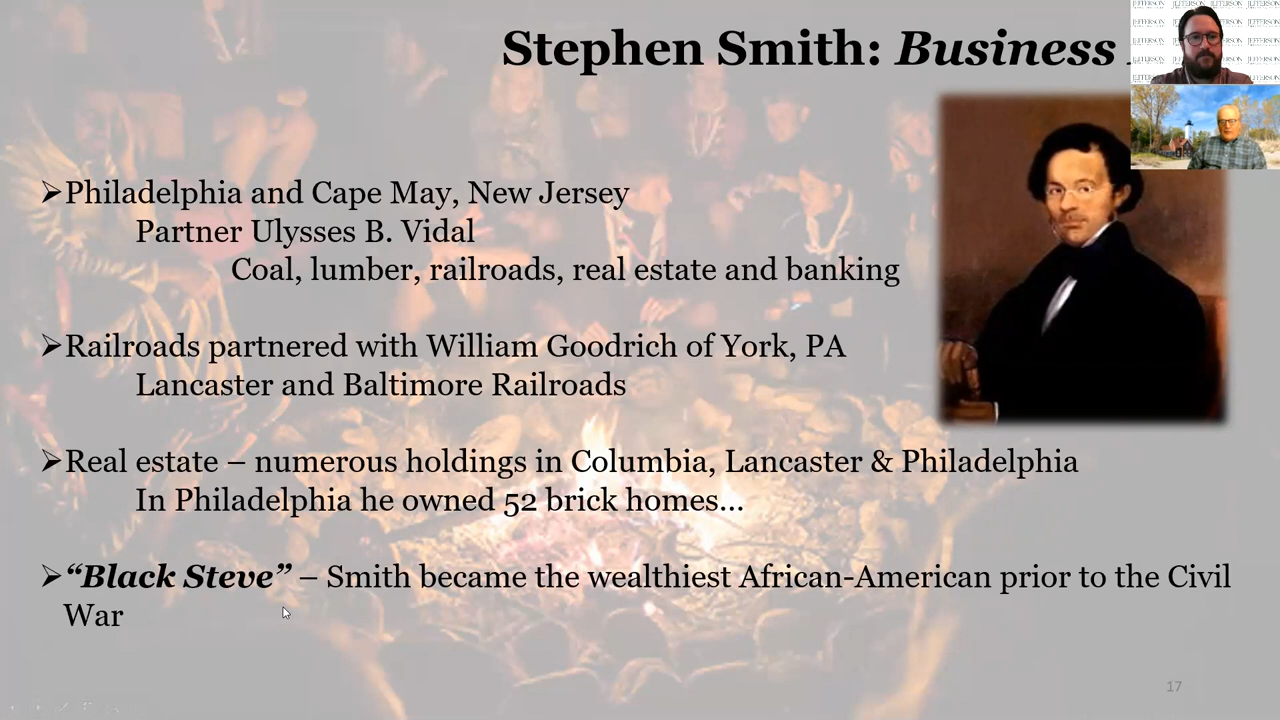 Stephen Smith: Business
➢Philadelphia and Cape May, New Jersey
Partner Ulysses B. Vidal
Coal, lumber, railroads, real estate and banking
➢Railroads partnered with William Goodrich of York, PA
Lancaster and Baltimore Railroads
➢Real estate – numerous holdings in Columbia, Lancaster & Philadelphia
In Philadelphia he owned 52 brick homes…
➢“Black Steve” – Smith became the wealthiest African-American prior to the Civil
War
17